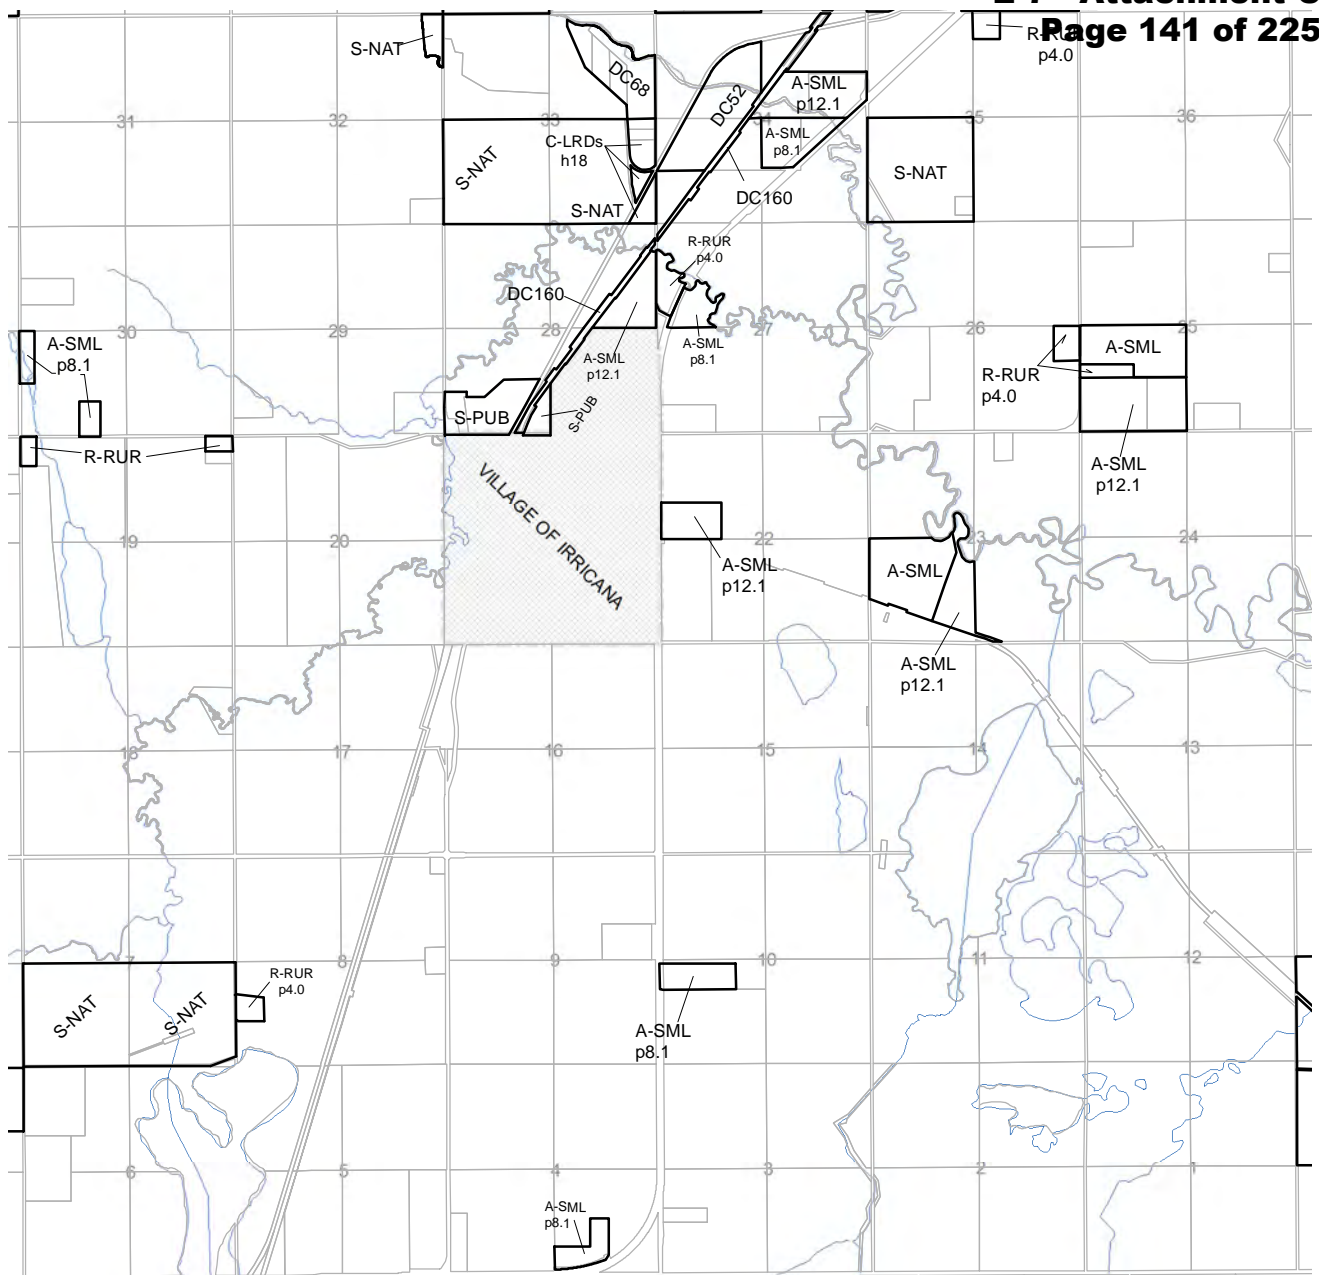 Page 141 of 225
S-NAT
R-RUR
p4.0
DC68
DC52
A-SML
p12.1
31
32
33
34
35
36
A-SML
p8.1
C-LRDs
h18
S-NAT
S-NAT
S-NAT
DC160
R-RUR
p4.0
DC160
30
29
28
27
26
25
A-SML
p8.1
A-SML
p12.1
A-SML
p8.1
A-SML
R-RUR
p4.0
S-PUB
S-PUB
R-RUR
A-SML
p12.1
VILLAGE OF IRRICANA
19
20
22
23
24
A-SML
p12.1
A-SML
A-SML
p12.1
18
17
16
15
14
13
7
8
9
10
11
12
S-NAT
S-NAT
R-RUR
p4.0
A-SML
p8.1
6
5
4
3
2
1
A-SML
p8.1